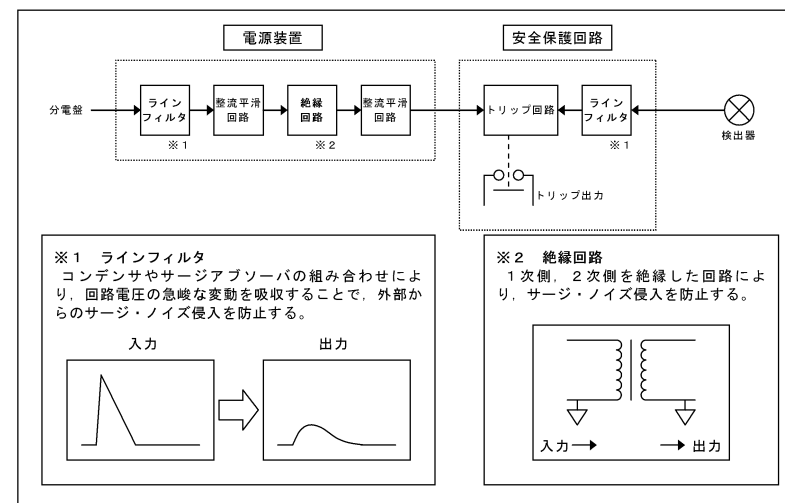 電源装置
安全保護回路
分電盤
ライン
フィルタ
※1
整流平滑
回路
絶縁
回路
※2
整流平滑
回路
トリップ回路
ライン
フィルタ
※1
検出器
トリップ出力
※1 ラインフィルタ
コンデンサやサージアブソーバの組み合わせによ
り，回路電圧の急峻な変動を吸収することで，外部か
らのサージ・ノイズ侵入を防止する。
入力
出力
※2 絶縁回路
1次側，2次側を絶縁した回路によ
り，サージ・ノイズ侵入を防止する。
入力
出力